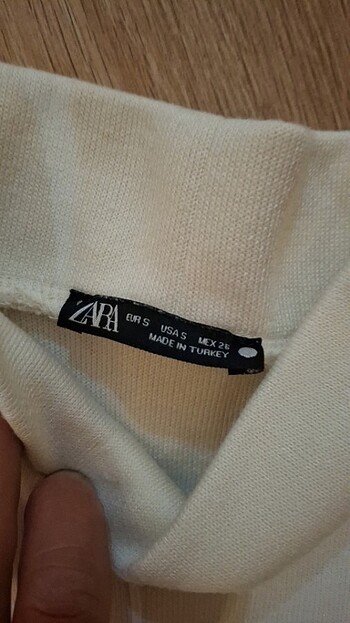 ZARA EUR S USA S MEX 26
MADE IN TURKEY